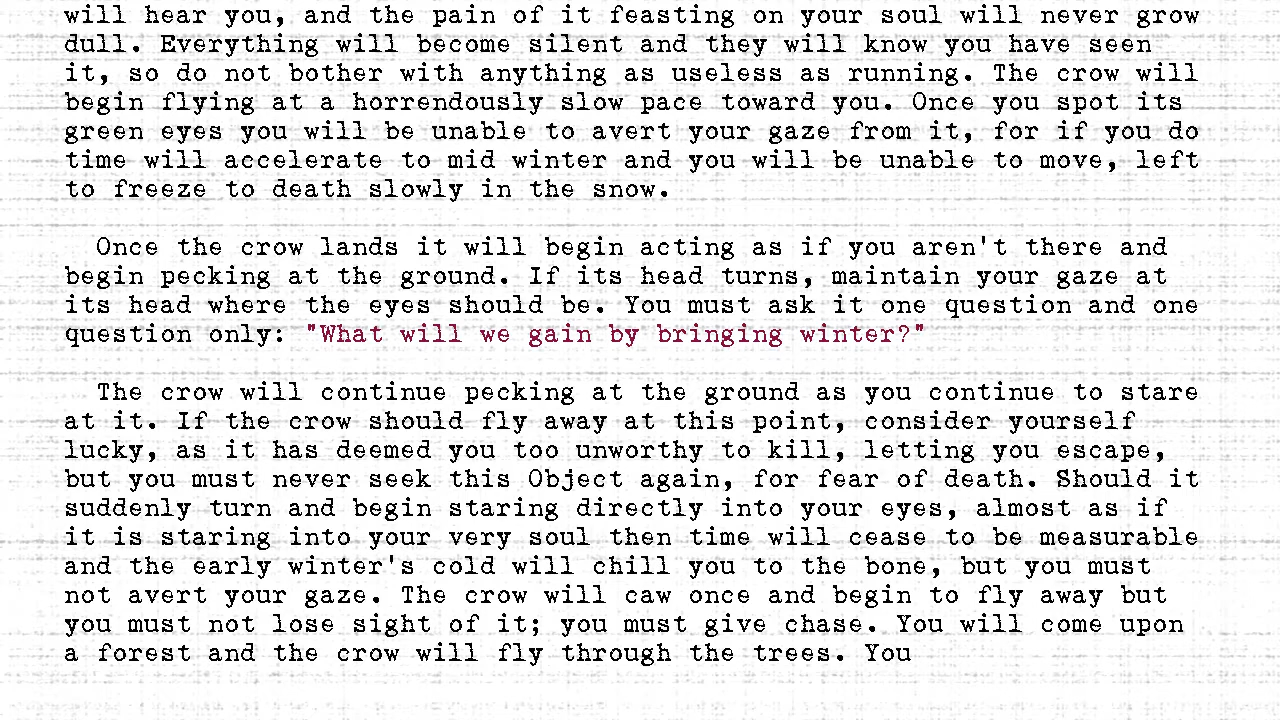 will hear you, and the pain of it feasting on your soul will never grow
dull. Everything will become silent and they will know you have seen
it, so do not bother with anything as useless as running. The crow will
begin flying at a horrendously slow pace toward you. Once you spot its
green eyes you will be unable to avert your gaze from it, for if you do
time will accelerate to mid winter and you will be unable to move, left
to freeze to death slowly in the snow.
Once the crow lands it will begin acting as if you aren't there and
begin pecking at the ground. If its head turns, maintain your gaze at
its head where the eyes should be. You must ask it one question and one
question only: "What will we gain by bringing winter?"
The crow will continue pecking at the ground as you continue to stare
at it. If the crow should fly away at this point, consider yourself
lucky, as it has deemed you too unworthy to kill, letting you escape,
but you must never seek this Object again, for fear of death. Should it
suddenly turn and begin staring directly into your eyes, almost as if
it is staring into your very soul then time will cease to be measurable
and the early winter's cold will chill you to the bone, but you must
not avert your gaze. The crow will caw once and begin to fly away but
you must not lose sight of it; you must give chase. You will come upon
a forest and the crow will fly through the trees. You